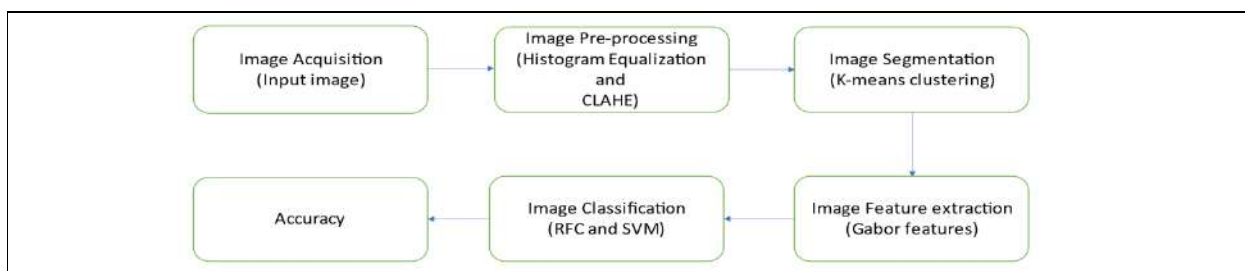 Image Acquisition
(Input image)
Image Pre-processing
(Histogram Equalization
and
CLAHE)
Image Segmentation
(K-means clustering)
Image Feature extraction
(Gabor features)
Image Classification
(RFC and SVM)
Accuracy